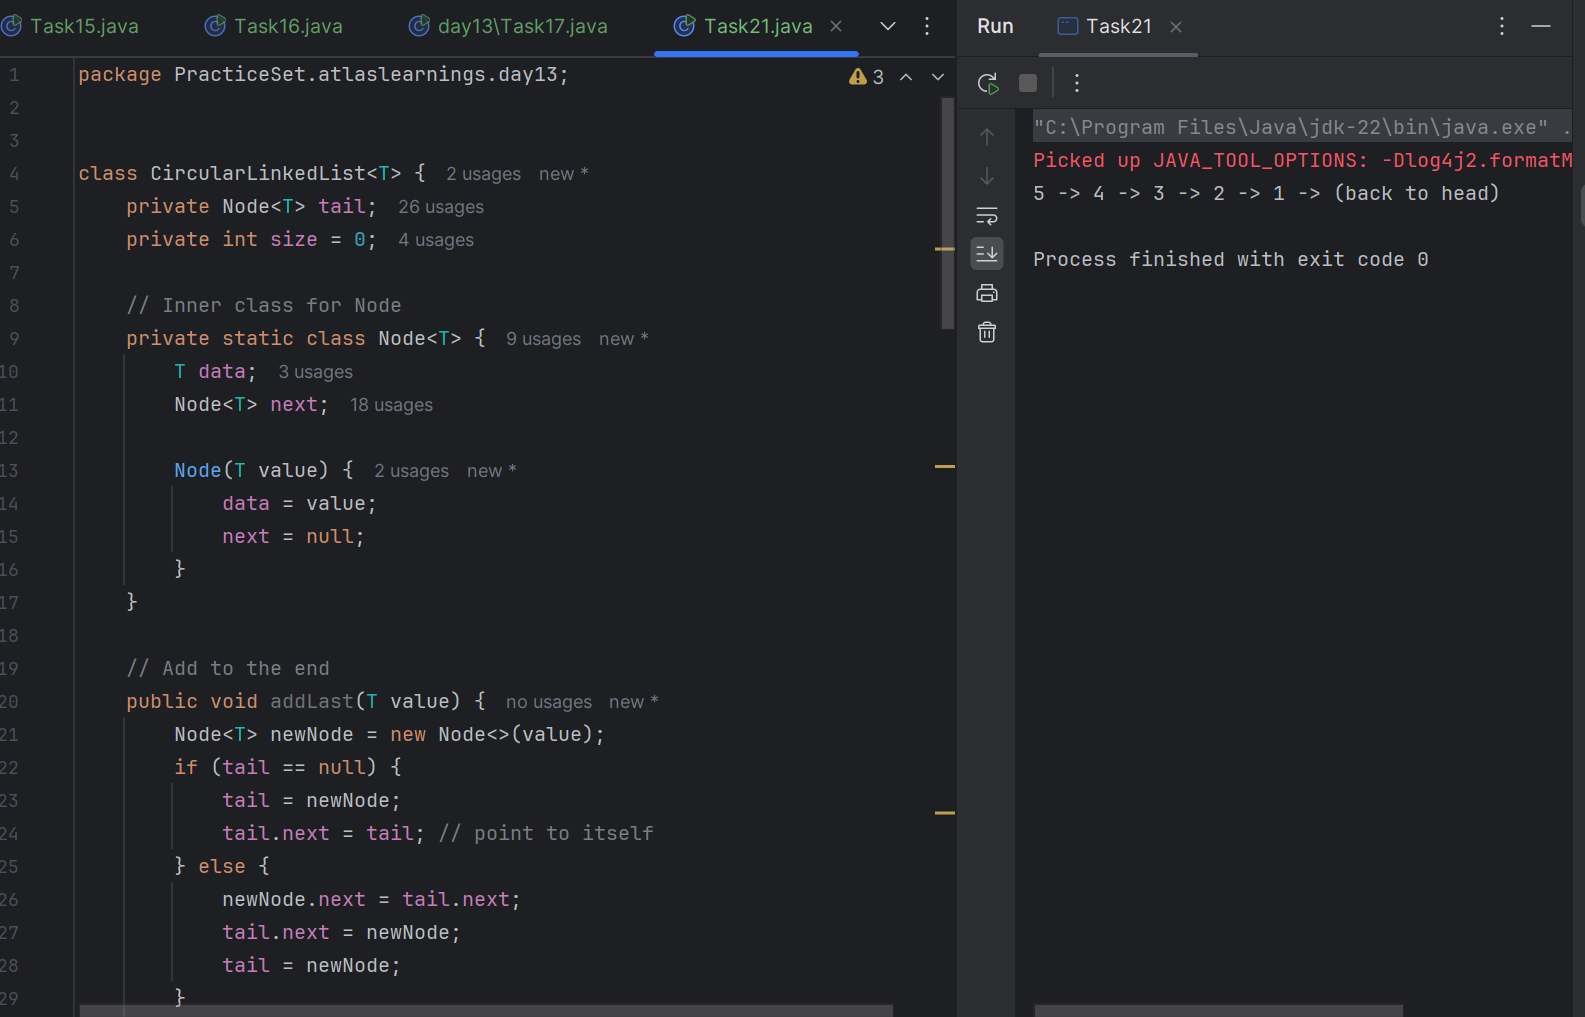 Task15.java Task16.java day13\Task17.java Task21.java
1 package PracticeSet.atlaslearnings.day13; 3
2
3
4 class CircularLinkedList<T> { 2 usages new *
5 private Node<T> tail; 26 usages
6 private int size = 0; 4 usages
7
8 // Inner class for Node
9 private static class Node<T> { 9 usages new *
10 T data; 3 usages
11 Node<T> next; 18 usages
12
13 Node(T value) { 2 usages new *
14 data = value;
15 next = null;
16 }
17 }
18
19 // Add to the end
20 public void addLast(T value) { no usages new *
21 Node<T> newNode = new Node<>(value);
22 if (tail == null) {
23 tail = newNode;
24 tail.next = tail; // point to itself
25 } else {
26 newNode.next = tail.next;
27 tail.next = newNode;
28 tail = newNode;
29 }
Run Task21
"C:\Program Files\Java\jdk-22\bin\java.exe" .
Picked up JAVA_TOOL_OPTIONS: -Dlog4j2.formatM
5 -> 4 -> 3 -> 2 -> 1 -> (back to head)
Process finished with exit code 0